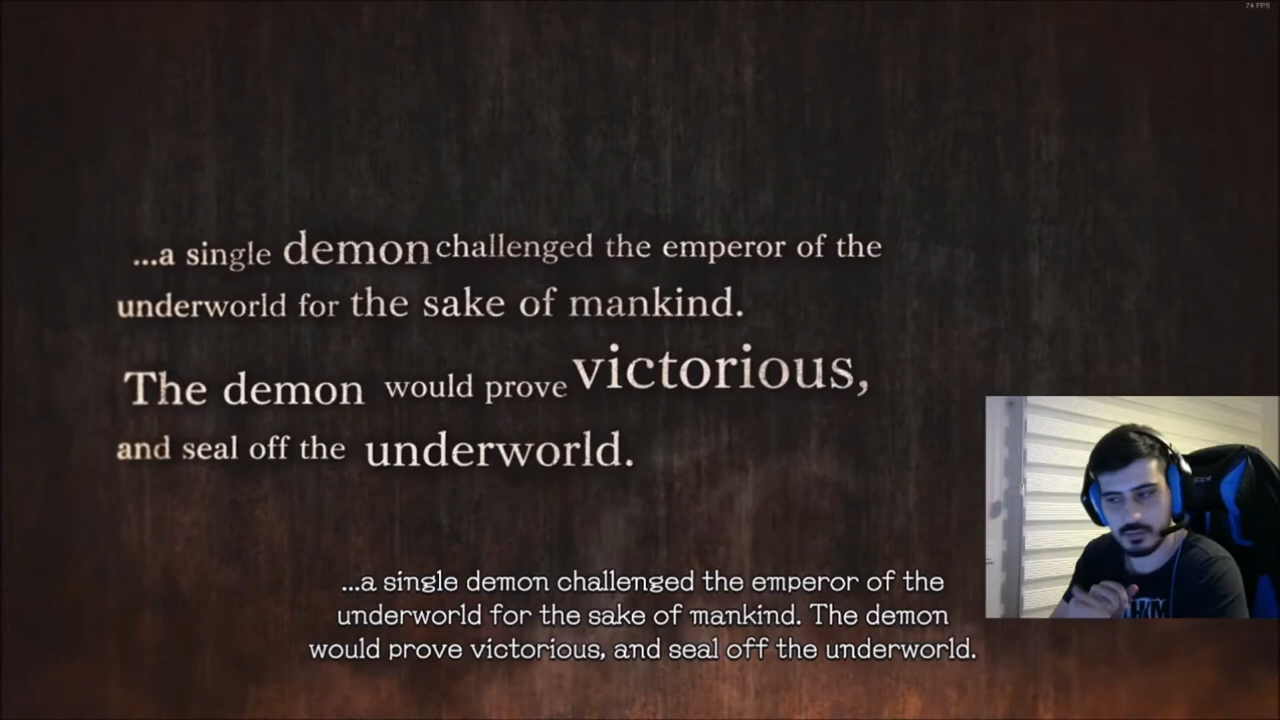 74 FPS
...a single demon challenged the emperor of the
underworld for the sake of mankind.
The demon would prove victorious,
and seal off the underworld.
...a single demon challenged the emperor of the
underworld for the sake of mankind. The demon
would prove victorious, and seal off the underworld.